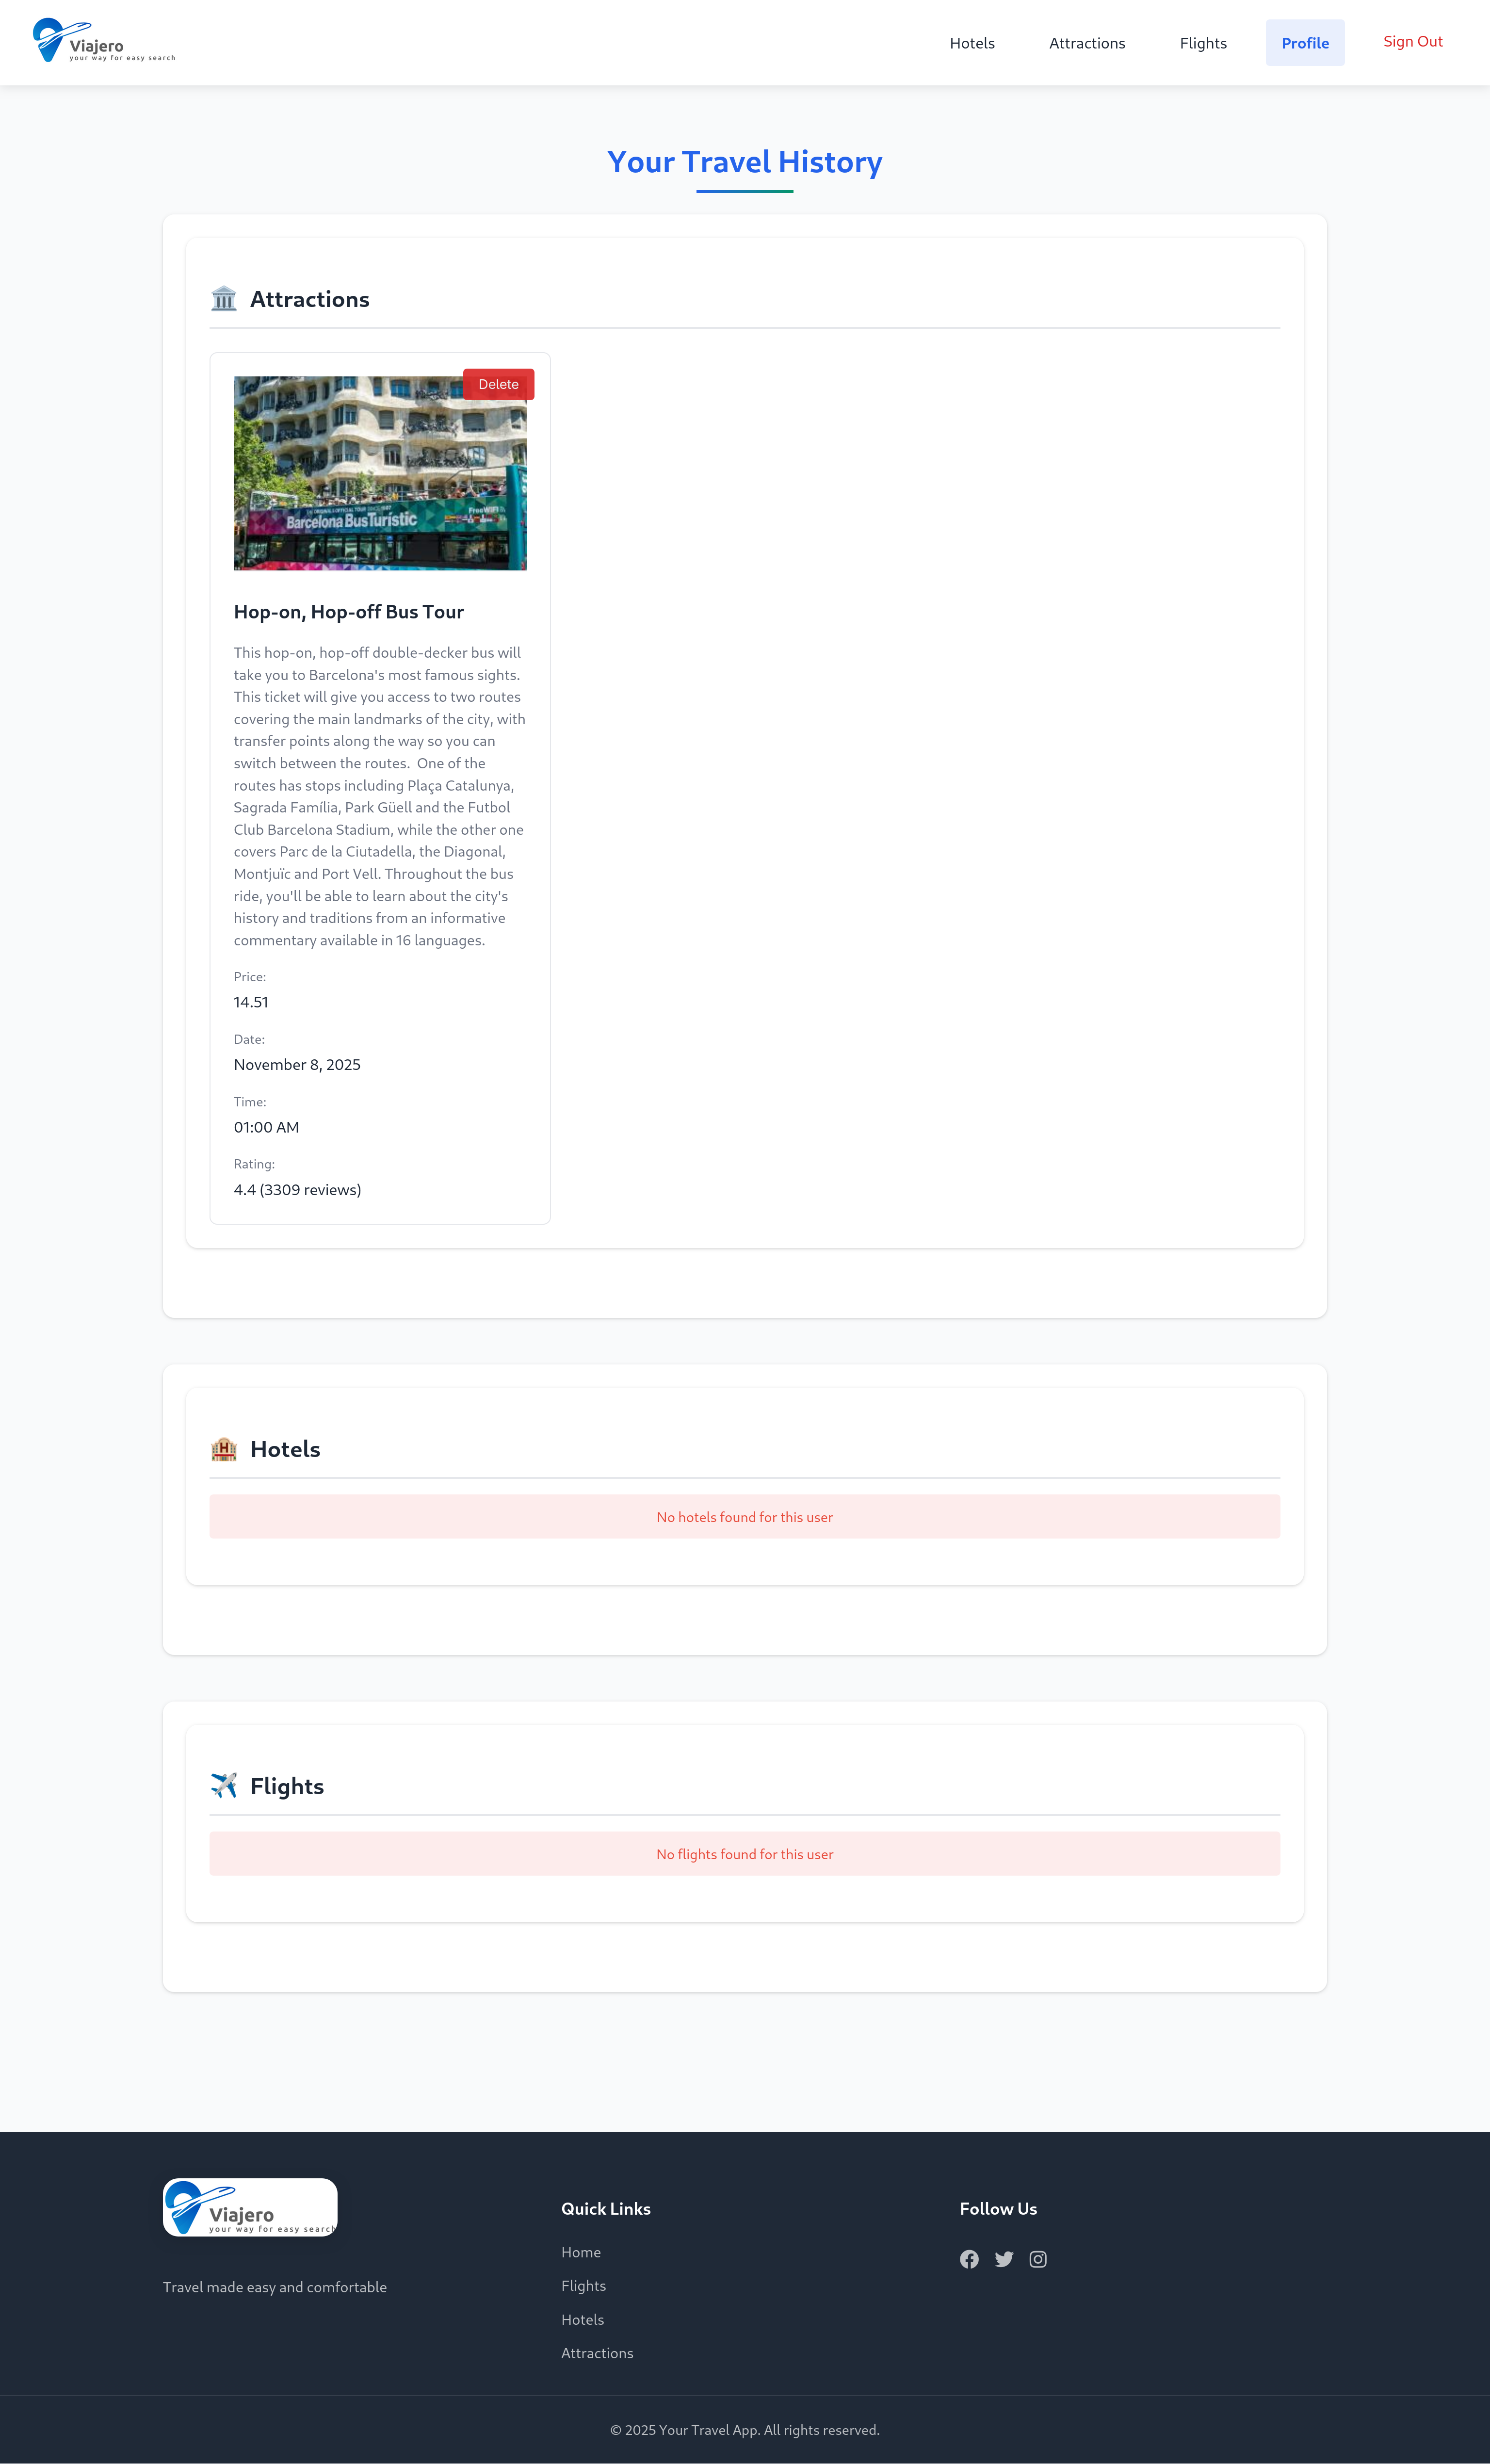 Viajero
your way for easy search
Hotels
Attractions
Flights
Profile
Sign Out
Your Travel History
Attractions
Delete
Barcelona Bus Turístic
Free WIFI
Hop-on, Hop-off Bus Tour
This hop-on, hop-off double-decker bus will
take you to Barcelona's most famous sights.
This ticket will give you access to two routes
covering the main landmarks of the city, with
transfer points along the way so you can
switch between the routes.  One of the
routes has stops including Plaça Catalunya,
Sagrada Família, Park Güell and the Futbol
Club Barcelona Stadium, while the other one
covers Parc de la Ciutadella, the Diagonal,
Montjuïc and Port Vell. Throughout the bus
ride, you'll be able to learn about the city's
history and traditions from an informative
commentary available in 16 languages.
Price:
14.51
Date:
November 8, 2025
Time:
01:00 AM
Rating:
4.4 (3309 reviews)
Hotels
No hotels found for this user
Flights
No flights found for this user
Viajero
your way for easy search
Travel made easy and comfortable
Quick Links
Home
Flights
Hotels
Attractions
Follow Us
© 2025 Your Travel App. All rights reserved.